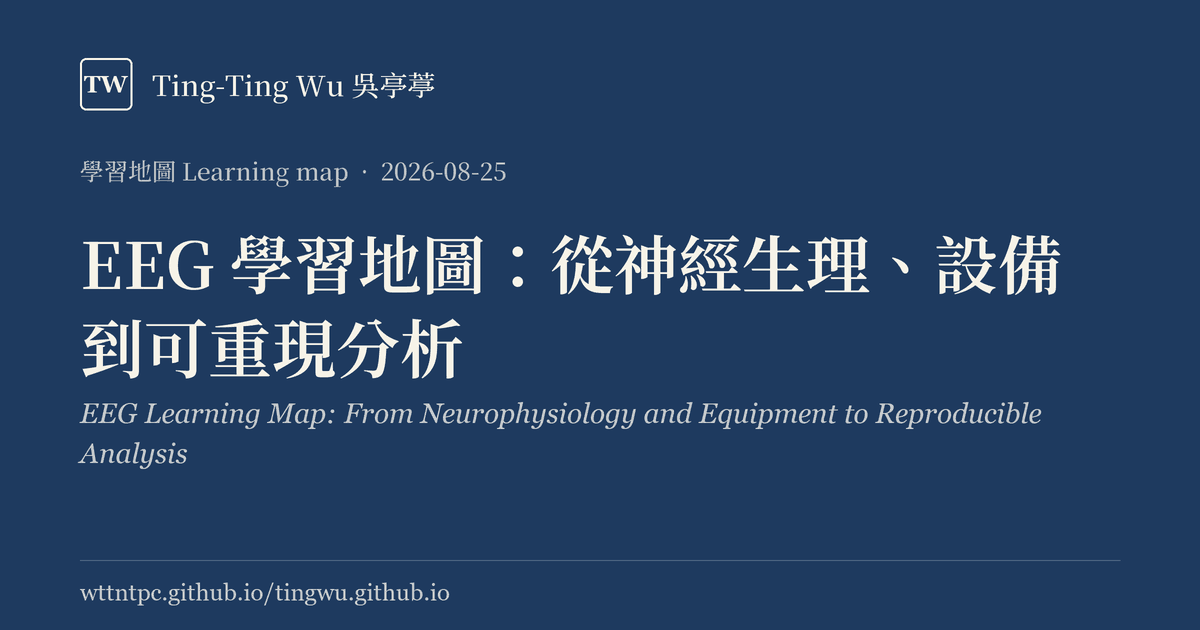 TW
Ting-Ting Wu 吳亭葶
學習地圖 Learning map · 2026-08-25
EEG 學習地圖：從神經生理、設備
到可重現分析
EEG Learning Map: From Neurophysiology and Equipment to Reproducible
Analysis
wttntpc.github.io/tingwu.github.io